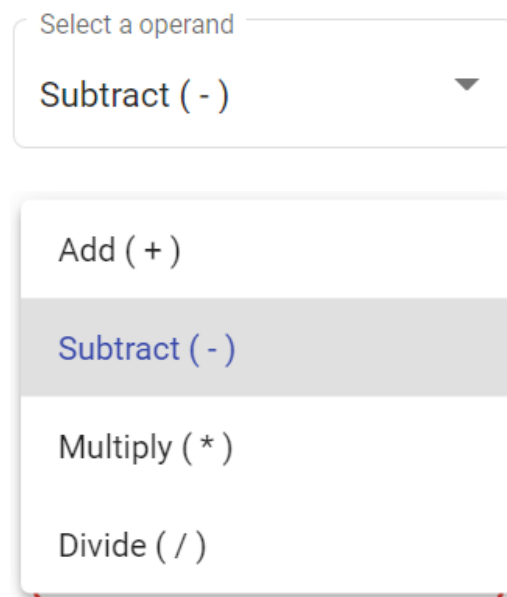 Select a operand
Subtract ( - )
Add ( + )
Subtract ( - )
Multiply ( * )
Divide ( / )